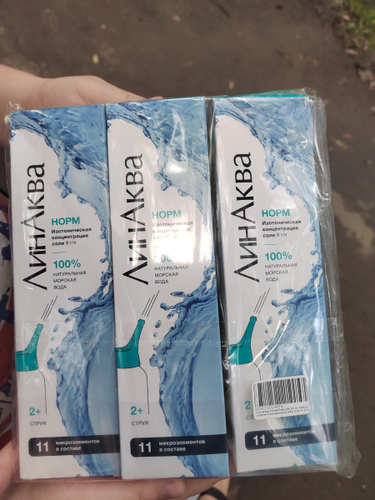 ЛИНАКВА
НОРМ
Изотоническая
концентрация
соли 9 г/л
100%
НАТУРАЛЬНАЯ
МОРСКАЯ
ВОДА
2+
СТРУЯ
11 микроэлементов
в составе
ЛИНАКВА
НОРМ
Изотоническая
концентрация
соли 9 г/л
НАТУРАЛЬНАЯ
МОРСКАЯ
ВОДА
2+
СТРУЯ
11 микроэлементов
в составе
ЛИНАКВА
НОРМ
Изотоническая
концентрация
соли 9 г/л
100%
НАТУРАЛЬНАЯ
МОРСКАЯ
ВОДА
2+
11 микроэлементов
в составе